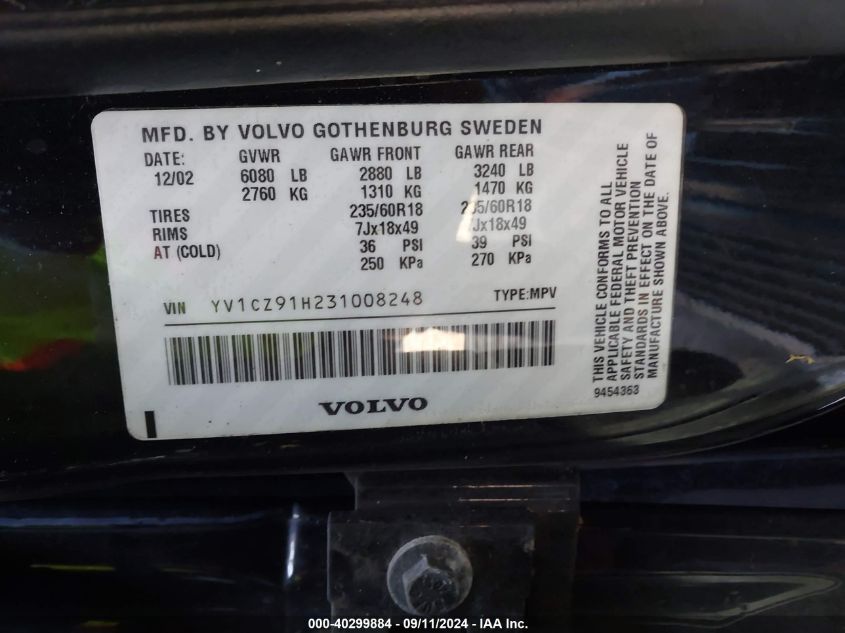 MFD. BY VOLVO GOTHENBURG SWEDEN
DATE: GVWR GAWR FRONT GAWR REAR
12/02 6080 LB 2880 LB 3240 LB
2760 KG 1310 KG 1470 KG
TIRES 235/60R18 235/60R18
RIMS 7Jx18x49 7Jx18x49
AT (COLD) 36 PSI 39 PSI
250 KPa 270 KPa
VIN YV1CZ91H231008248 TYPE:MPV
VOLVO
THIS VEHICLE CONFORMS TO ALL
APPLICABLE FEDERAL MOTOR VEHICLE
SAFETY AND THEFT PREVENTION
STANDARDS IN EFFECT ON THE DATE OF
MANUFACTURE SHOWN ABOVE.
9454363
000-40299884 - 09/11/2024 - IAA Inc.